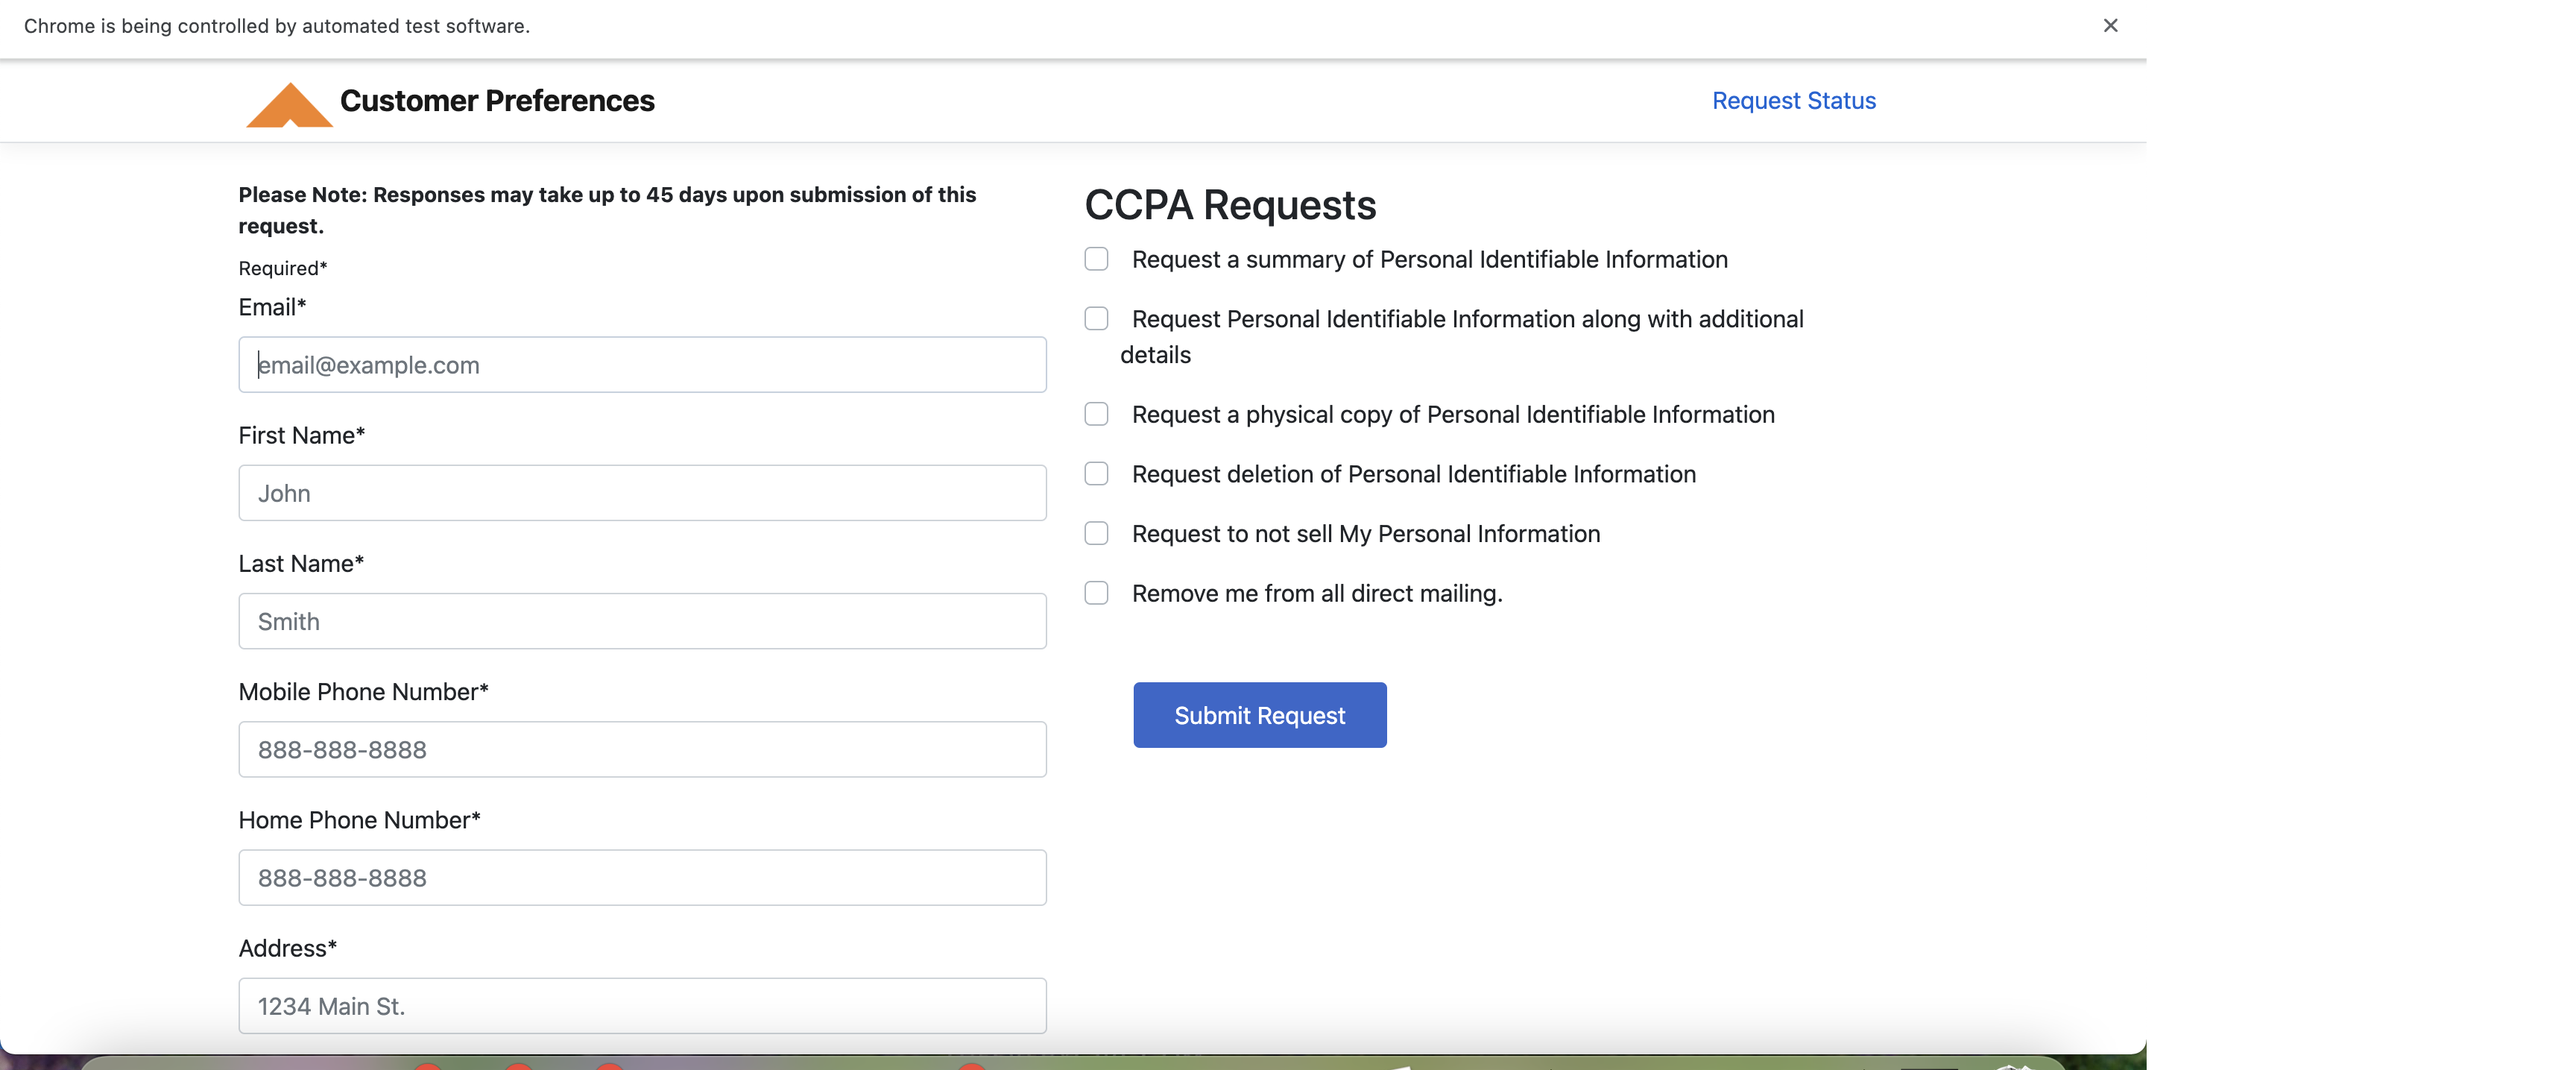 Chrome is being controlled by automated test software.
Customer Preferences
Request Status
Please Note: Responses may take up to 45 days upon submission of this
request.
Required*
Email*
email@example.com
First Name*
John
Last Name*
Smith
Mobile Phone Number*
888-888-8888
Home Phone Number*
888-888-8888
Address*
1234 Main St.
CCPA Requests
Request a summary of Personal Identifiable Information
Request Personal Identifiable Information along with additional
details
Request a physical copy of Personal Identifiable Information
Request deletion of Personal Identifiable Information
Request to not sell My Personal Information
Remove me from all direct mailing.
Submit Request